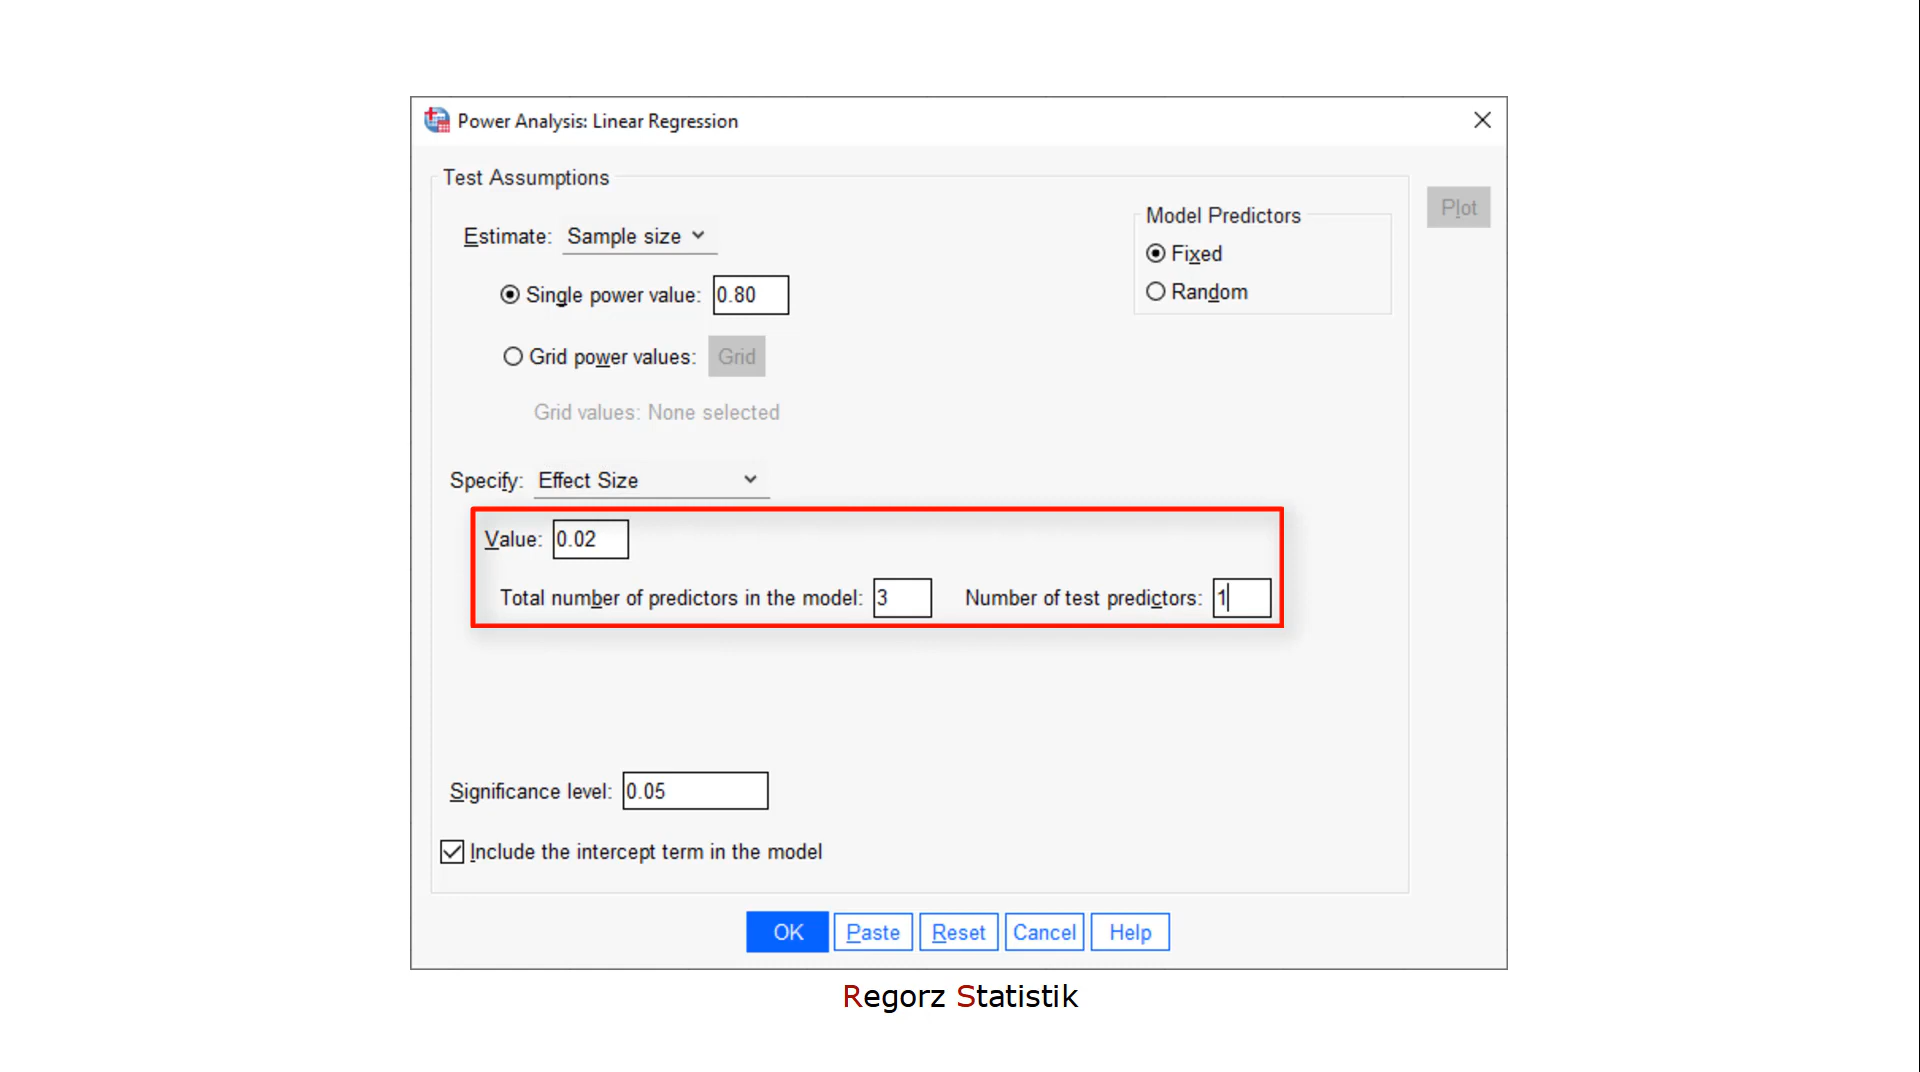 Power Analysis: Linear Regression
Test Assumptions
Plot
Model Predictors
Estimate: Sample size
Fixed
Single power value: 0.80
Random
Grid power values: Grid
Grid values: None selected
Specify: Effect Size
Value: 0.02
Total number of predictors in the model: 3 Number of test predictors: 1
Significance level: 0.05
Include the intercept term in the model
OK Paste Reset Cancel Help
Regorz Statistik